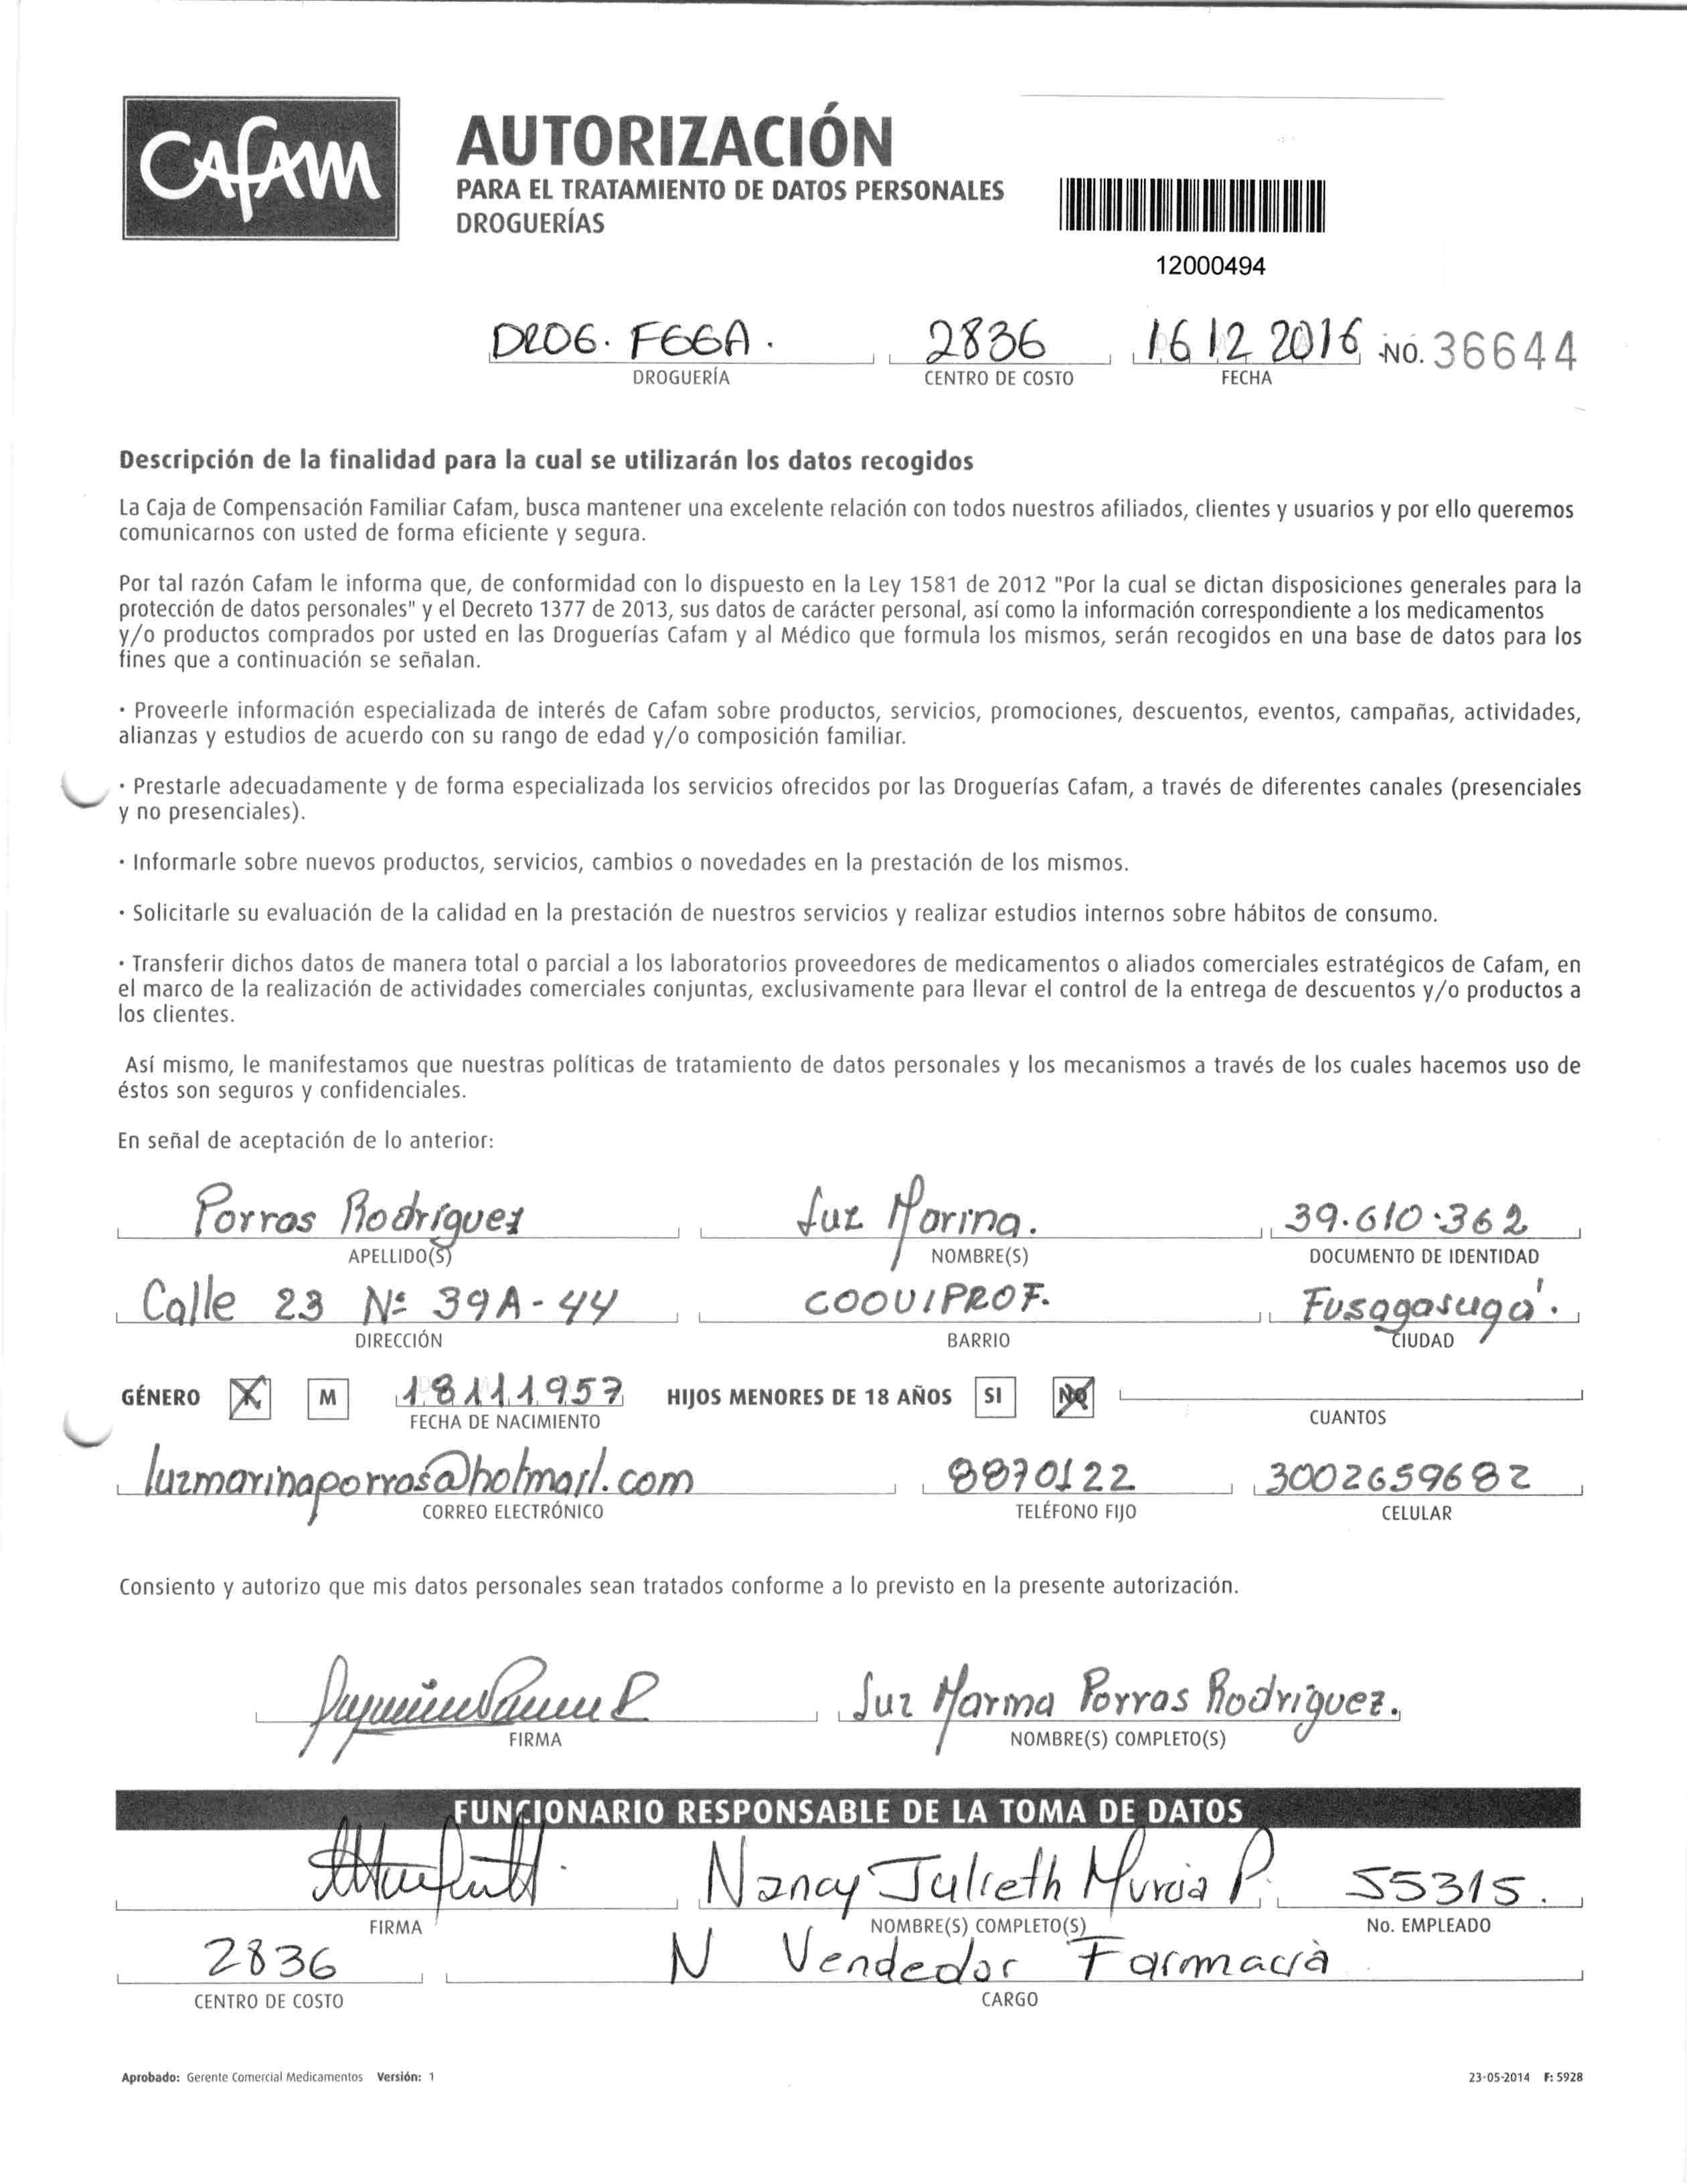 CAFAM
AUTORIZACIÓN
PARA EL TRATAMIENTO DE DATOS PERSONALES
DROGUERÍAS
12000494
DROG. FGGA. 2836 16 12 2016 NO. 36644
DROGUERÍA CENTRO DE COSTO FECHA
Descripción de la finalidad para la cual se utilizarán los datos recogidos
La Caja de Compensación Familiar Cafam, busca mantener una excelente relación con todos nuestros afiliados, clientes y usuarios y por ello queremos
comunicarnos con usted de forma eficiente y segura.
Por tal razón Cafam le informa que, de conformidad con lo dispuesto en la Ley 1581 de 2012 "Por la cual se dictan disposiciones generales para la
protección de datos personales" y el Decreto 1377 de 2013, sus datos de carácter personal, así como la información correspondiente a los medicamentos
y/o productos comprados por usted en las Droguerías Cafam y al Médico que formula los mismos, serán recogidos en una base de datos para los
fines que a continuación se señalan.
· Proveerle información especializada de interés de Cafam sobre productos, servicios, promociones, descuentos, eventos, campañas, actividades,
alianzas y estudios de acuerdo con su rango de edad y/o composición familiar.
· Prestarle adecuadamente y de forma especializada los servicios ofrecidos por las Droguerías Cafam, a través de diferentes canales (presenciales
y no presenciales).
· Informarle sobre nuevos productos, servicios, cambios o novedades en la prestación de los mismos.
· Solicitarle su evaluación de la calidad en la prestación de nuestros servicios y realizar estudios internos sobre hábitos de consumo.
· Transferir dichos datos de manera total o parcial a los laboratorios proveedores de medicamentos o aliados comerciales estratégicos de Cafam, en
el marco de la realización de actividades comerciales conjuntas, exclusivamente para llevar el control de la entrega de descuentos y/o productos a
los clientes.
Así mismo, le manifestamos que nuestras políticas de tratamiento de datos personales y los mecanismos a través de los cuales hacemos uso de
éstos son seguros y confidenciales.
En señal de aceptación de lo anterior:
Porras Rodríguez Luz Marina. 39.610.362
APELLIDO(S) NOMBRE(S) DOCUMENTO DE IDENTIDAD
Calle 23 Nº 39A-44 COOVIPROF. Fusagasugá.
DIRECCIÓN BARRIO CIUDAD
GÉNERO X M 18 11 1957 HIJOS MENORES DE 18 AÑOS SI NO
FECHA DE NACIMIENTO CUANTOS
luzmarinaporras@hotmail.com 8870122 3002659682
CORREO ELECTRÓNICO TELÉFONO FIJO CELULAR
Consiento y autorizo que mis datos personales sean tratados conforme a lo previsto en la presente autorización.
Luz Marina Porras Rodríguez.
FIRMA NOMBRE(S) COMPLETO(S)
FUNCIONARIO RESPONSABLE DE LA TOMA DE DATOS
Nancy Julieth Murcia P. 55315.
FIRMA NOMBRE(S) COMPLETO(S) No. EMPLEADO
2836 N Vendedor Farmacia
CENTRO DE COSTO CARGO
Aprobado: Gerente Comercial Medicamentos Versión: 1 23-05-2014 F: 5928